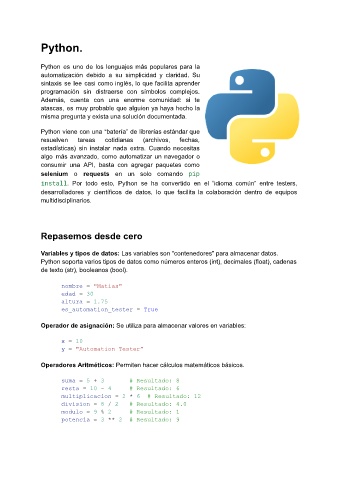 Python.
Python es uno de los lenguajes más populares para la
automatización debido a su simplicidad y claridad. Su
sintaxis se lee casi como inglés, lo que facilita aprender
programación sin distraerse con símbolos complejos.
Además, cuenta con una enorme comunidad: si te
atascas, es muy probable que alguien ya haya hecho la
misma pregunta y exista una solución documentada.
Python viene con una "batería" de librerías estándar que
resuelven tareas cotidianas (archivos, fechas,
estadísticas) sin instalar nada extra. Cuando necesitas
algo más avanzado, como automatizar un navegador o
consumir una API, basta con agregar paquetes como
selenium o requests en un solo comando pip
install. Por todo esto, Python se ha convertido en el "idioma común" entre testers,
desarrolladores y científicos de datos, lo que facilita la colaboración dentro de equipos
multidisciplinarios.
Repasemos desde cero
Variables y tipos de datos: Las variables son "contenedores" para almacenar datos.
Python soporta varios tipos de datos como números enteros (int), decimales (float), cadenas
de texto (str), booleanos (bool).
nombre = "Matias"
edad = 30
altura = 1.75
es_automation_tester = True
Operador de asignación: Se utiliza para almacenar valores en variables:
x = 10
y = "Automation Tester"
Operadores Aritméticos: Permiten hacer cálculos matemáticos básicos.
suma = 5 + 3 # Resultado: 8
resta = 10 - 4 # Resultado: 6
multiplicacion = 2 * 6 # Resultado: 12
division = 8 / 2 # Resultado: 4.0
modulo = 9 % 2 # Resultado: 1
potencia = 3 ** 2 # Resultado: 9